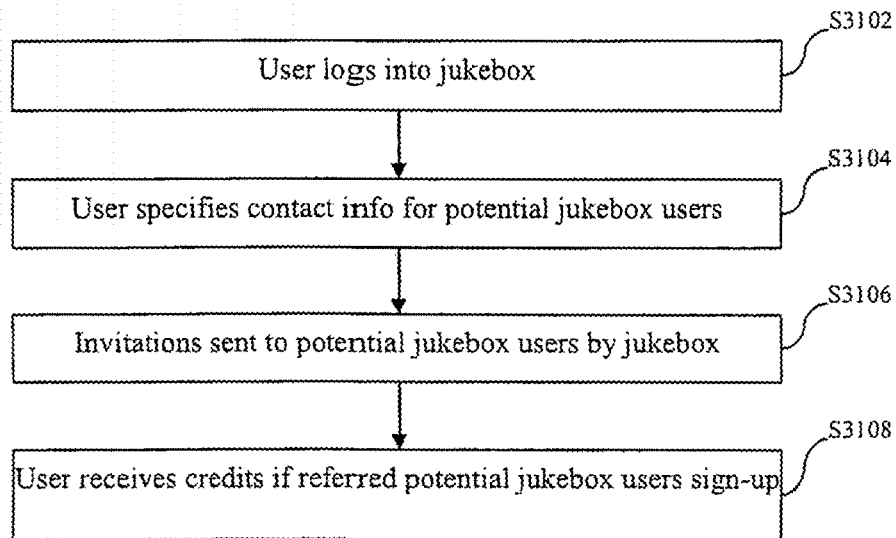 S3102
User logs into jukebox
S3104
User specifies contact info for potential jukebox users
S3106
Invitations sent to potential jukebox users by jukebox
S3108
User receives credits if referred potential jukebox users sign-up